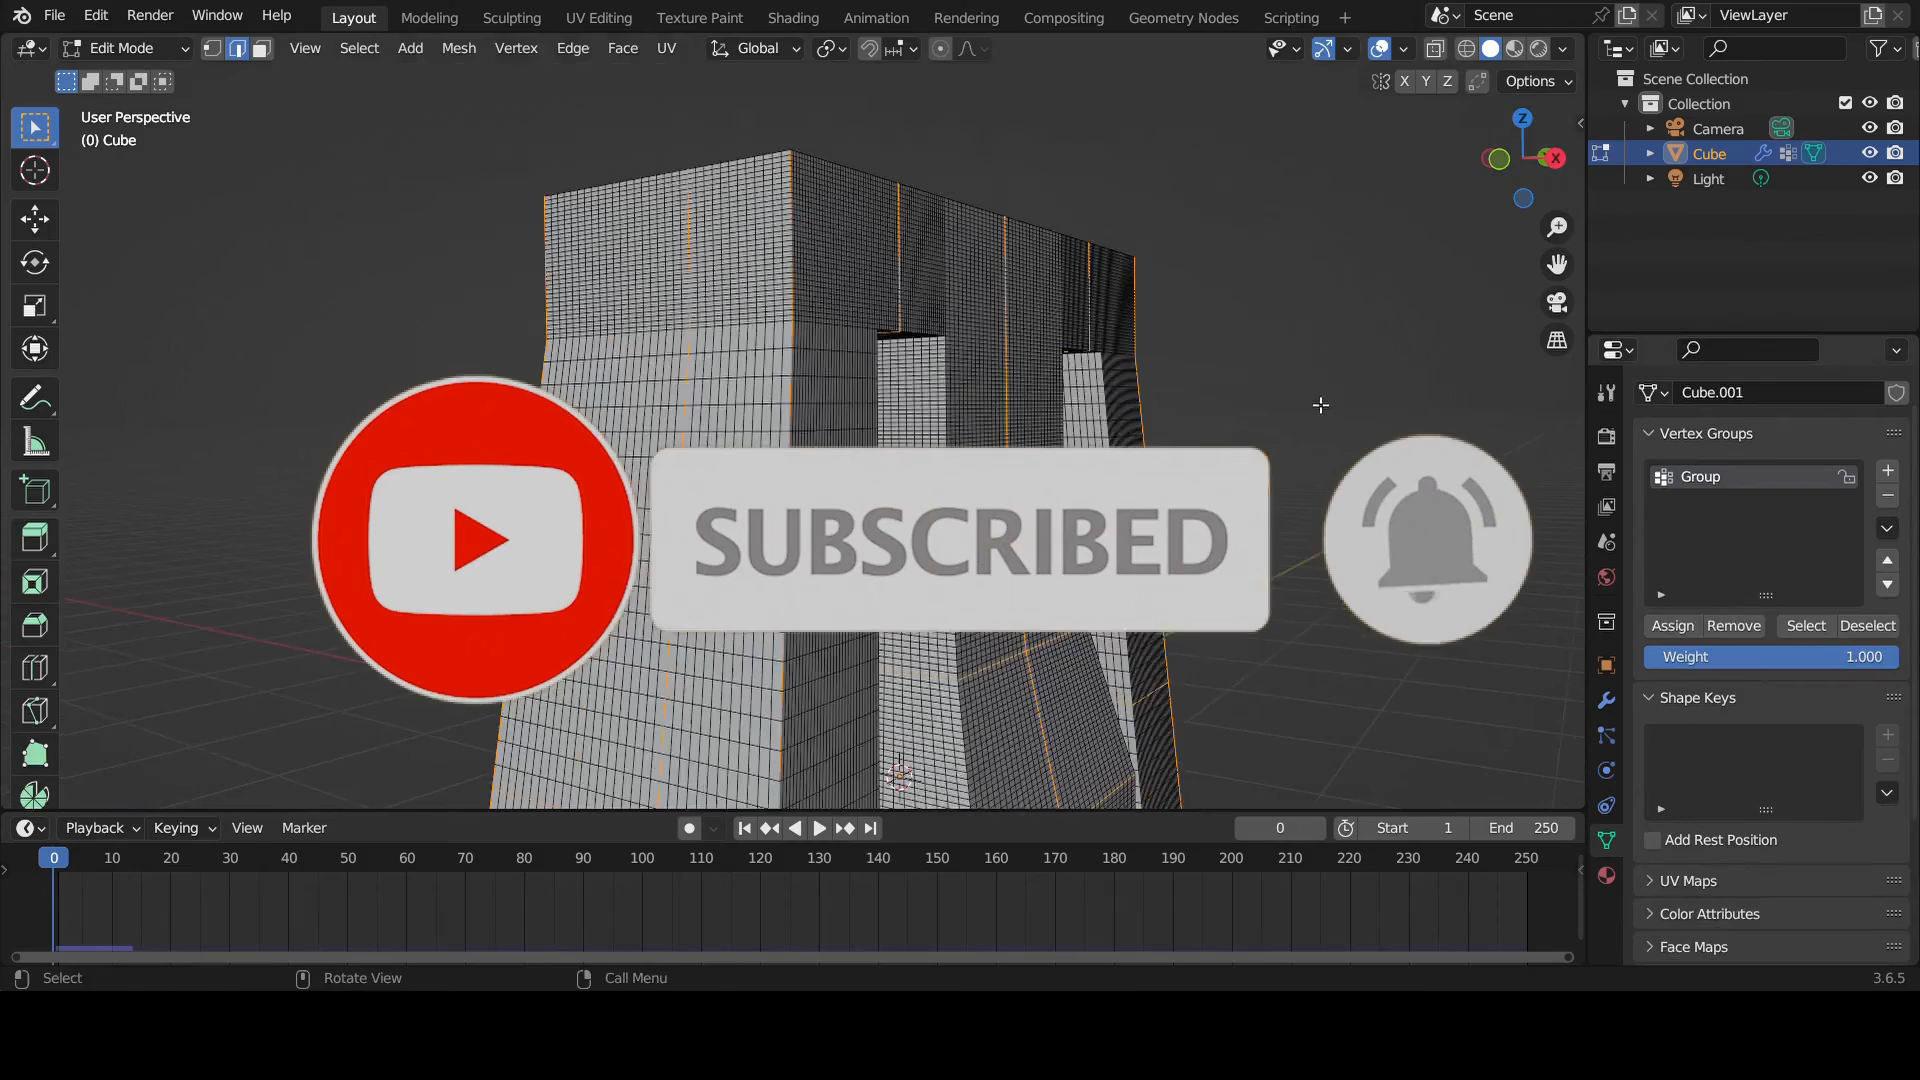 File Edit Render Window Help Layout Modeling Sculpting UV Editing Texture Paint Shading Animation Rendering Compositing Geometry Nodes Scripting + Scene ViewLayer
Edit Mode View Select Add Mesh Vertex Edge Face UV Global
X Y Z Options
User Perspective
(0) Cube
Z
X
Scene Collection
Collection
Camera
Cube
Light
Cube.001
Vertex Groups
Group
Assign Remove Select Deselect
Weight 1.000
Shape Keys
Add Rest Position
UV Maps
Color Attributes
Face Maps
SUBSCRIBED
Playback Keying View Marker 0 Start 1 End 250
0 10 20 30 40 50 60 70 80 90 100 110 120 130 140 150 160 170 180 190 200 210 220 230 240 250
Select Rotate View Call Menu 3.6.5